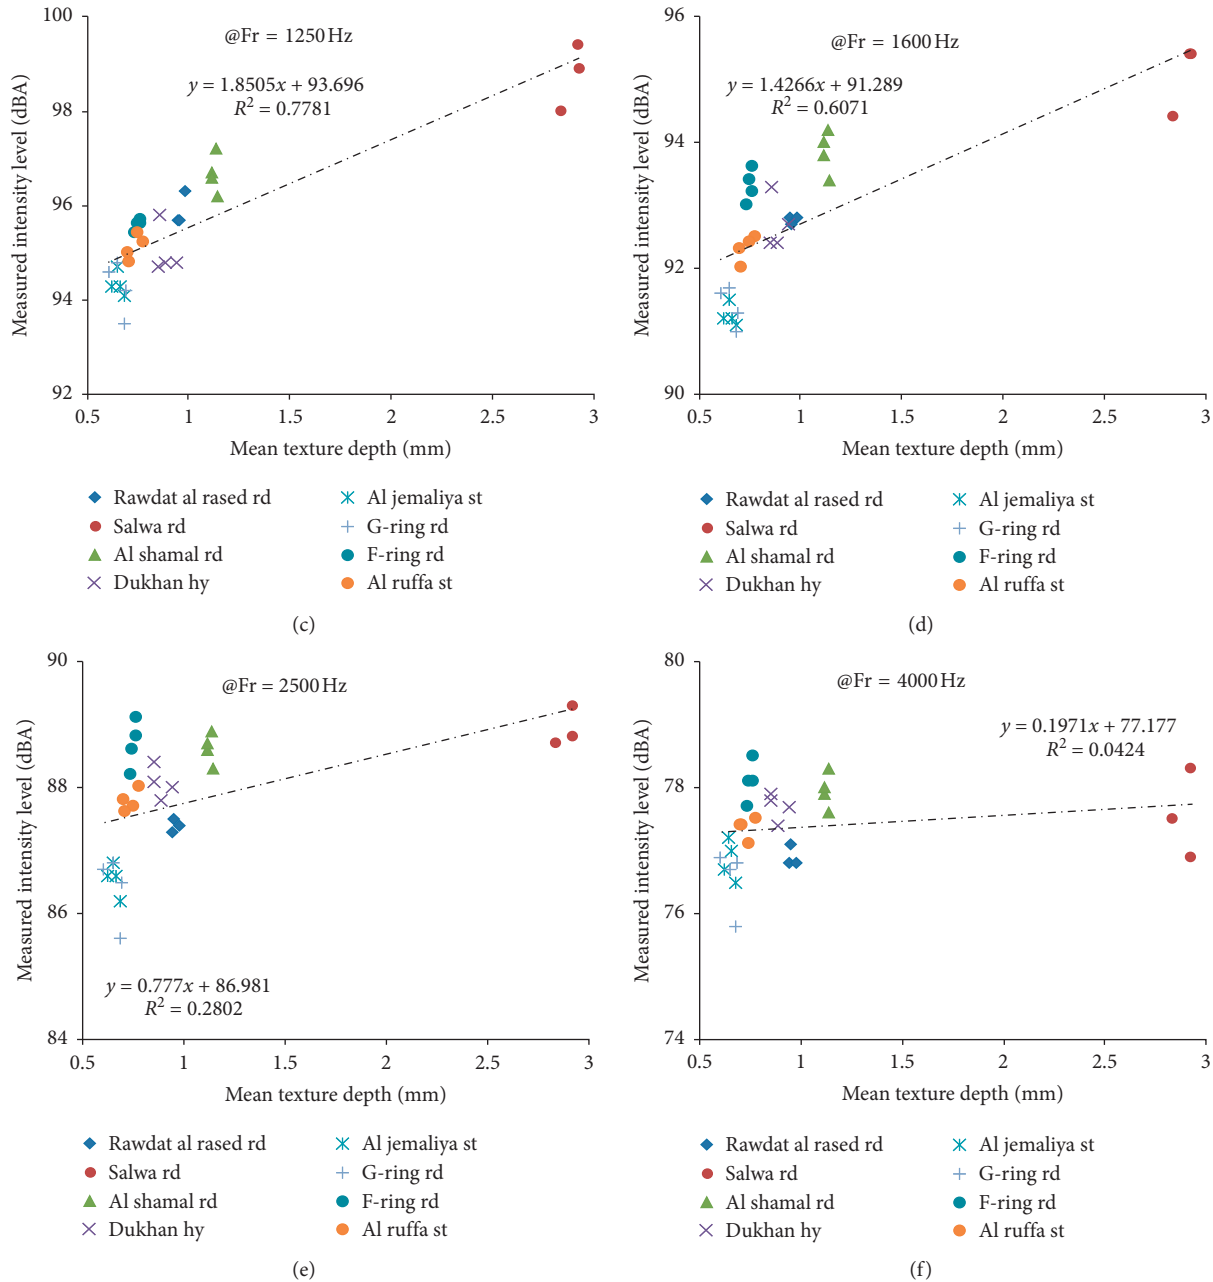 100
98
96
94
92
Measured intensity level (dBA)
@Fr = 1250 Hz
y = 1.8505x + 93.696
R² = 0.7781
0.5
1
1.5
2
2.5
3
Mean texture depth (mm)
Rawdat al rased rd
Salwa rd
Al shamal rd
Dukhan hy
Al jemaliya st
G-ring rd
F-ring rd
Al ruffa st
(c)
96
94
92
90
Measured intensity level (dBA)
@Fr = 1600 Hz
y = 1.4266x + 91.289
R² = 0.6071
0.5
1
1.5
2
2.5
3
Mean texture depth (mm)
Rawdat al rased rd
Salwa rd
Al shamal rd
Dukhan hy
Al jemaliya st
G-ring rd
F-ring rd
Al ruffa st
(d)
90
88
86
84
Measured intensity level (dBA)
@Fr = 2500 Hz
y = 0.777x + 86.981
R² = 0.2802
0.5
1
1.5
2
2.5
3
Mean texture depth (mm)
Rawdat al rased rd
Salwa rd
Al shamal rd
Dukhan hy
Al jemaliya st
G-ring rd
F-ring rd
Al ruffa st
(e)
80
78
76
74
Measured intensity level (dBA)
@Fr = 4000 Hz
y = 0.1971x + 77.177
R² = 0.0424
0.5
1
1.5
2
2.5
3
Mean texture depth (mm)
Rawdat al rased rd
Salwa rd
Al shamal rd
Dukhan hy
Al jemaliya st
G-ring rd
F-ring rd
Al ruffa st
(f)